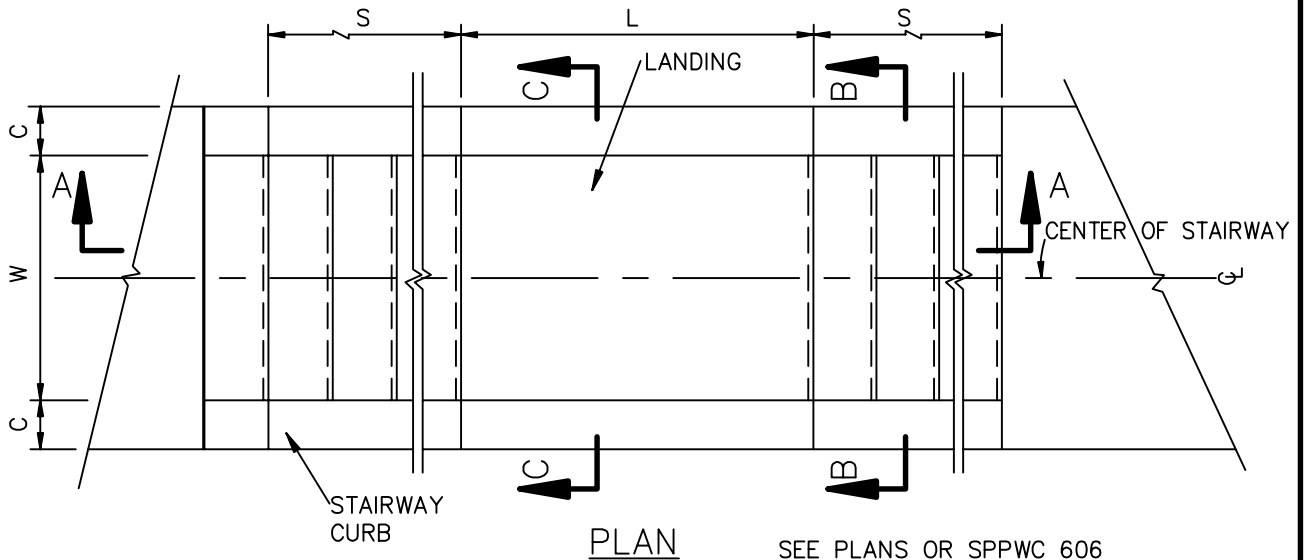 S
L
S
LANDING
C
B
C
A
A
CENTER OF STAIRWAY
W
℄
C
C
B
STAIRWAY
CURB
PLAN
SEE PLANS OR SPPWC 606